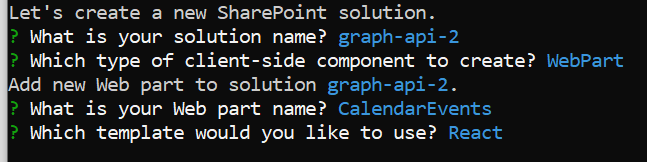 Let's create a new SharePoint solution.
? What is your solution name? graph-api-2
? Which type of client-side component to create? WebPart
Add new Web part to solution graph-api-2.
? What is your Web part name? CalendarEvents
? Which template would you like to use? React